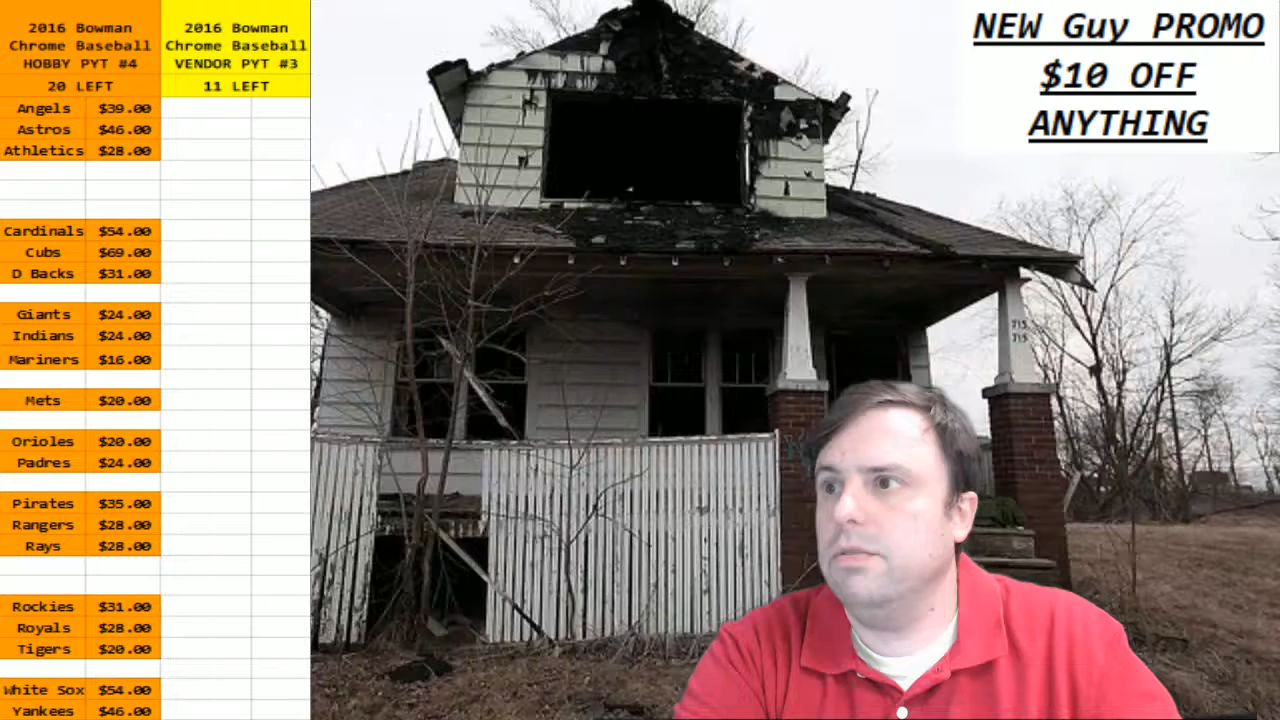 2016 Bowman
Chrome Baseball
HOBBY PYT #4
20 LEFT
Angels $39.00
Astros $46.00
Athletics $28.00
Cardinals $54.00
Cubs $69.00
D Backs $31.00
Giants $24.00
Indians $24.00
Mariners $16.00
Mets $20.00
Orioles $20.00
Padres $24.00
Pirates $35.00
Rangers $28.00
Rays $28.00
Rockies $31.00
Royals $28.00
Tigers $20.00
White Sox $54.00
Yankees $46.00
2016 Bowman
Chrome Baseball
VENDOR PYT #3
11 LEFT
NEW Guy PROMO
$10 OFF
ANYTHING
715
715